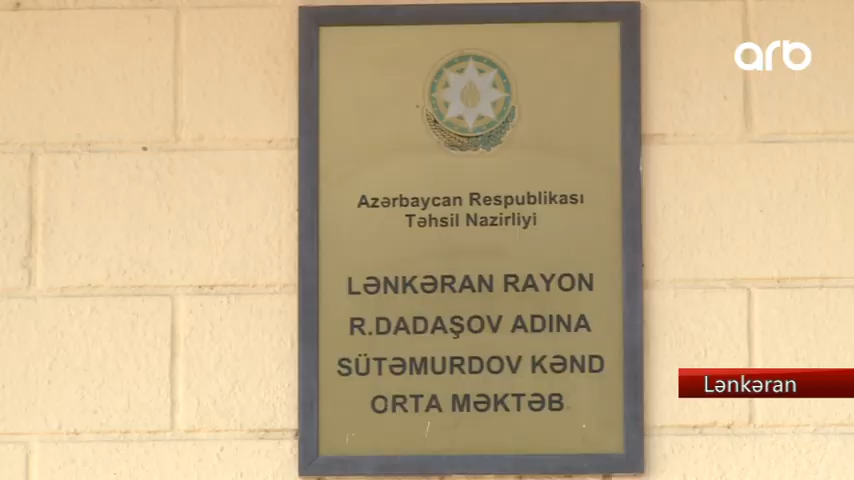 arb
Azərbaycan Respublikası
Təhsil Nazirliyi
LƏNKƏRAN RAYON
R.DADAŞOV ADINA
SÜTƏMURDOV KƏND
ORTA MƏKTƏB
Lənkəran